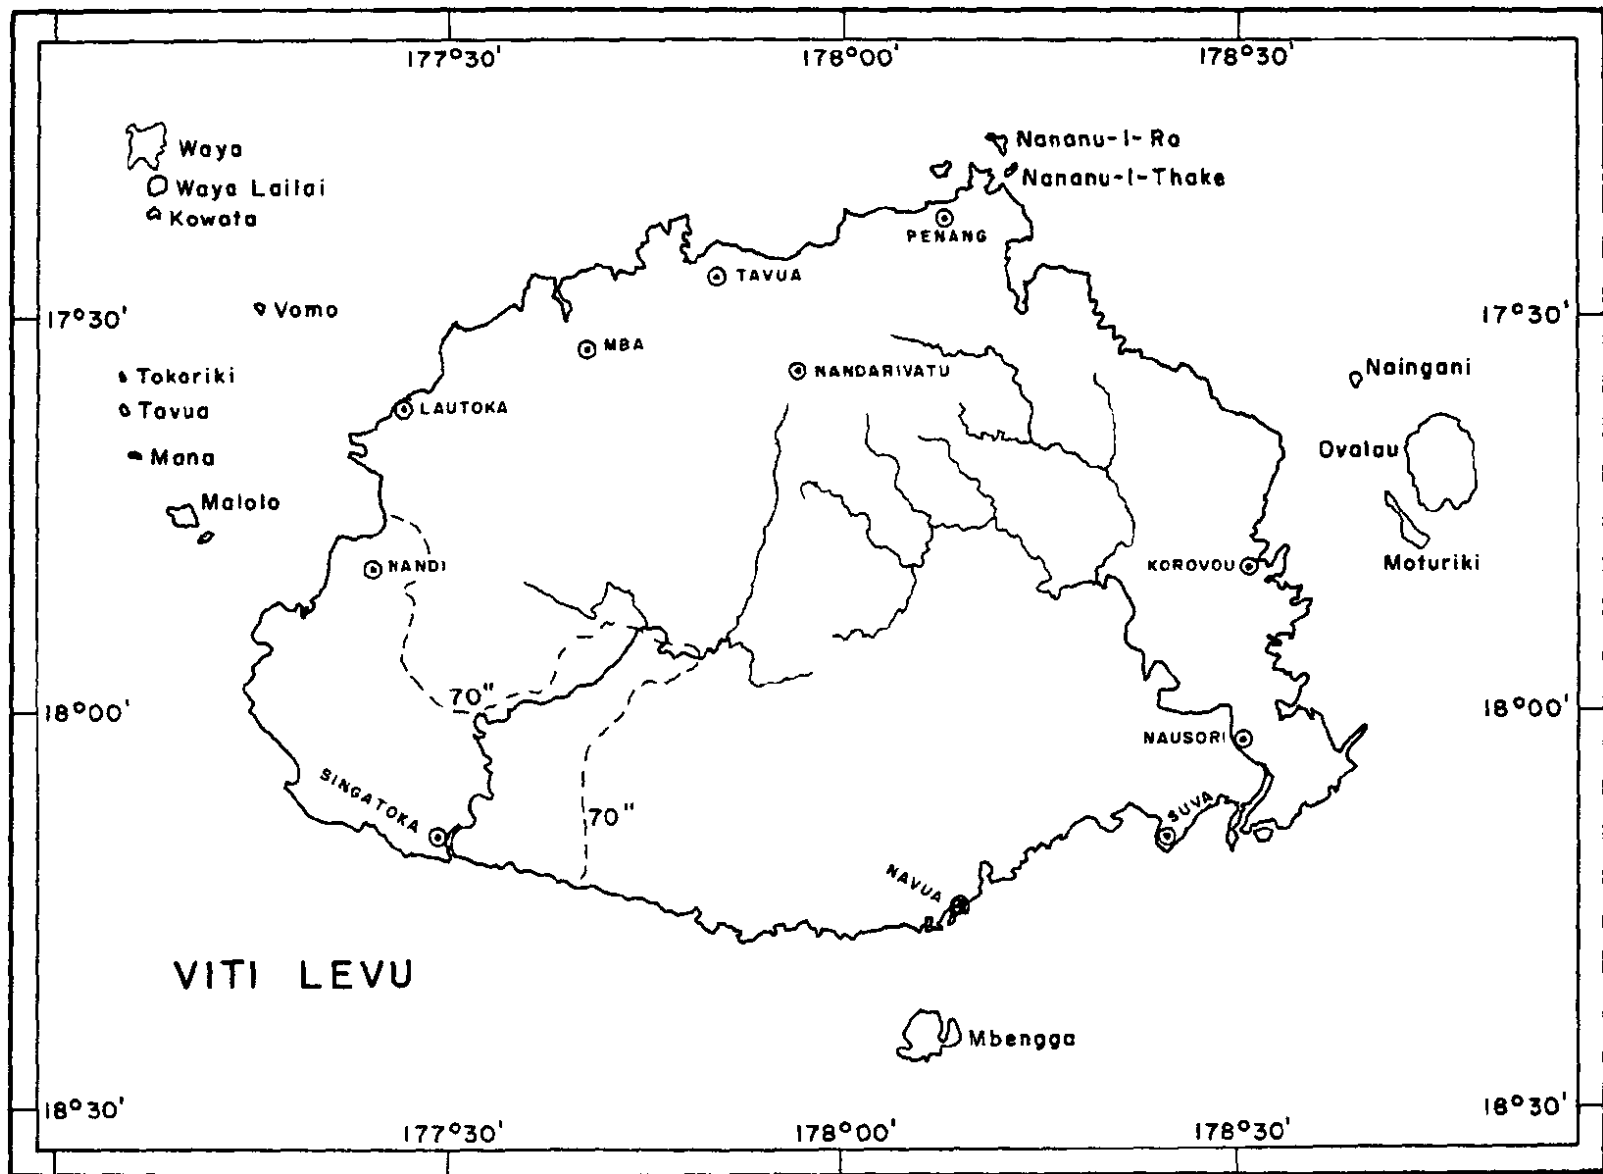 177°30'
178°00'
178°30'
Waya
Waya Lailai
Kowata
Nananu-I-Ra
Nananu-I-Thake
PENANG
TAVUA
Vomo
17°30'
17°30'
MBA
NANDARIVATU
Tokoriki
Tavua
Mana
Malolo
LAUTOKA
Naingani
Ovalau
Moturiki
NANDI
KOROVOU
70"
18°00'
18°00'
NAUSORI
SINGATOKA
70"
SUVA
NAVUA
VITI LEVU
Mbengga
18°30'
18°30'
177°30'
178°00'
178°30'